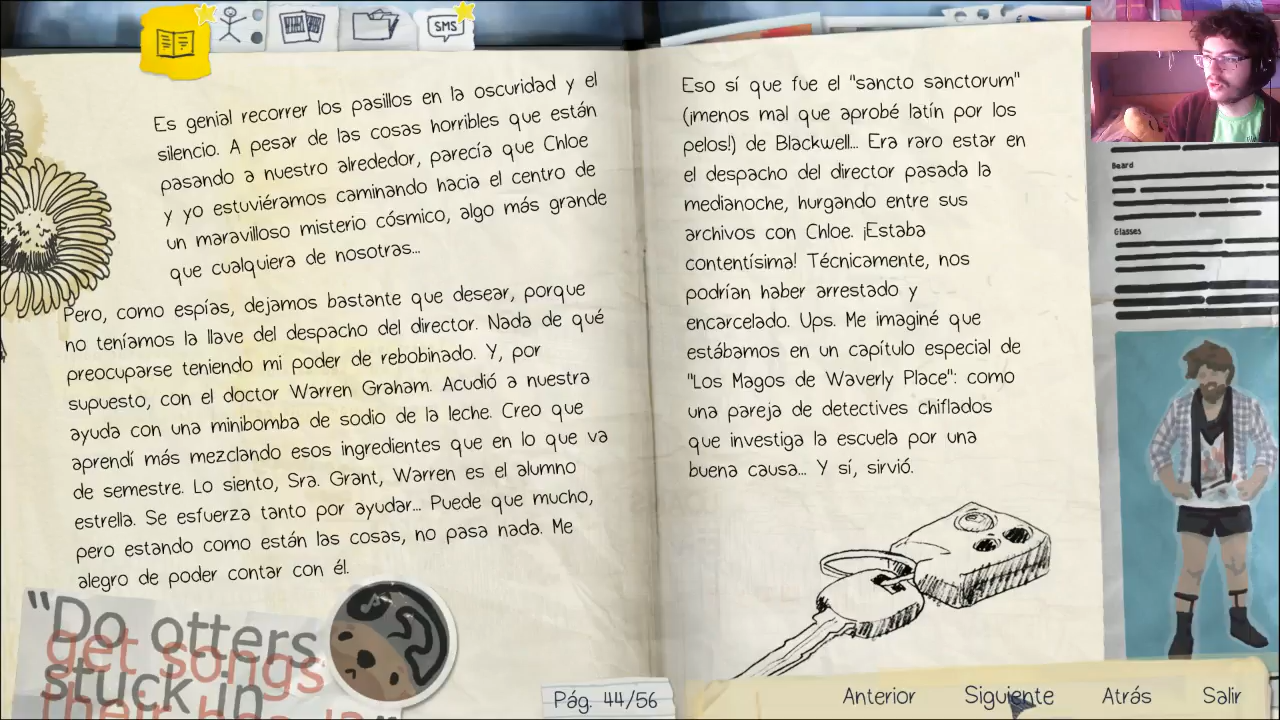 SMS
Es genial recorrer los pasillos en la oscuridad y el
silencio. A pesar de las cosas horribles que están
pasando a nuestro alrededor, parecía que Chloe
y yo estuviéramos caminando hacia el centro de
un maravilloso misterio cósmico, algo más grande
que cualquiera de nosotras...
Pero, como espías, dejamos bastante que desear, porque
no teníamos la llave del despacho del director. Nada de qué
preocuparse teniendo mi poder de rebobinado. Y, por
supuesto, con el doctor Warren Graham. Acudió a nuestra
ayuda con una minibomba de sodio de la leche. Creo que
aprendí más mezclando esos ingredientes que en lo que va
de semestre. Lo siento, Sra. Grant, Warren es el alumno
estrella. Se esfuerza tanto por ayudar... Puede que mucho,
pero estando como están las cosas, no pasa nada. Me
alegro de poder contar con él.
"Do otters
get songs
stuck in
their heads"
Eso sí que fue el "sancto sanctorum"
(¡menos mal que aprobé latín por los
pelos!) de Blackwell... Era raro estar en
el despacho del director pasada la
medianoche, hurgando entre sus
archivos con Chloe. ¡Estaba
contentísima! Técnicamente, nos
podrían haber arrestado y
encarcelado. Ups. Me imaginé que
estábamos en un capítulo especial de
"Los Magos de Waverly Place": como
una pareja de detectives chiflados
que investiga la escuela por una
buena causa... Y sí, sirvió.
Beard
Glasses
Pág. 44/56
Anterior
Siguiente
Atrás
Salir